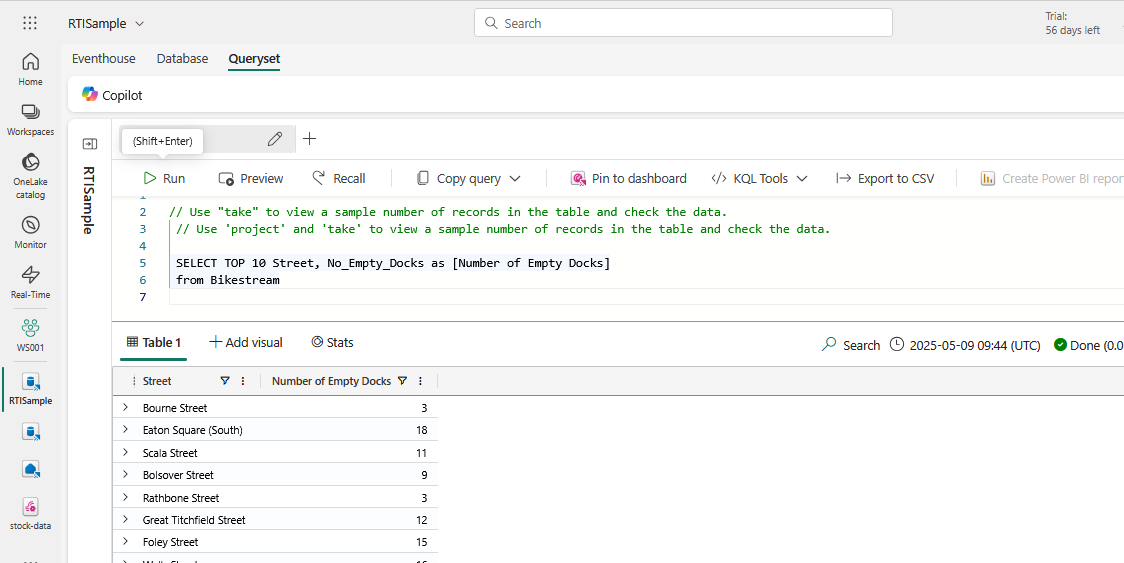 RTISample
Search
Trial:
56 days left
Home
Workspaces
OneLake
catalog
Monitor
Real-Time
WS001
RTISample
stock-data
Eventhouse Database Queryset
Copilot
(Shift+Enter)
RTISample
Run Preview Recall Copy query Pin to dashboard KQL Tools Export to CSV Create Power BI repor
1
2 // Use "take" to view a sample number of records in the table and check the data.
3 // Use 'project' and 'take' to view a sample number of records in the table and check the data.
4
5 SELECT TOP 10 Street, No_Empty_Docks as [Number of Empty Docks]
6 from Bikestream
7
Table 1 Add visual Stats Search 2025-05-09 09:44 (UTC) Done (0.0
Street Number of Empty Docks
Bourne Street 3
Eaton Square (South) 18
Scala Street 11
Bolsover Street 9
Rathbone Street 3
Great Titchfield Street 12
Foley Street 15